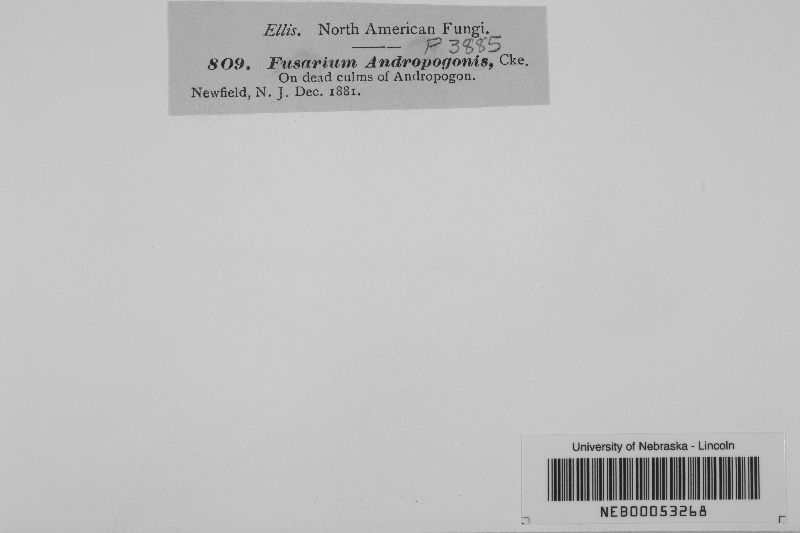 Ellis. North American Fungi.
P 3885
809. Fusarium Andropogonis, Cke.
On dead culms of Andropogon.
Newfield, N. J. Dec. 1881.
University of Nebraska - Lincoln
NEB00053268